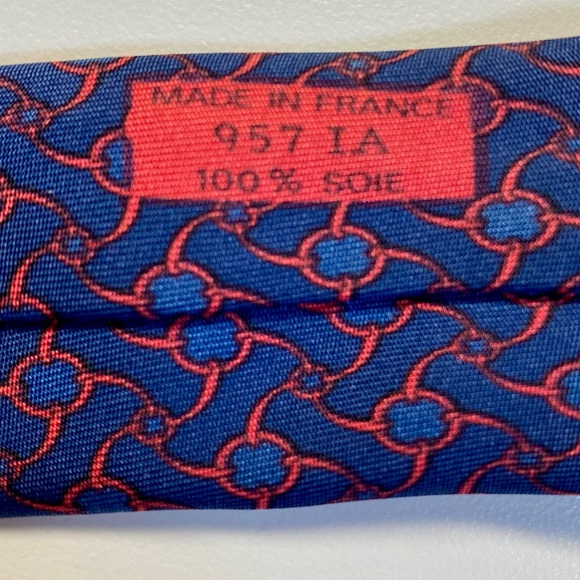 MADE IN FRANCE
957 IA
100 % SOIE